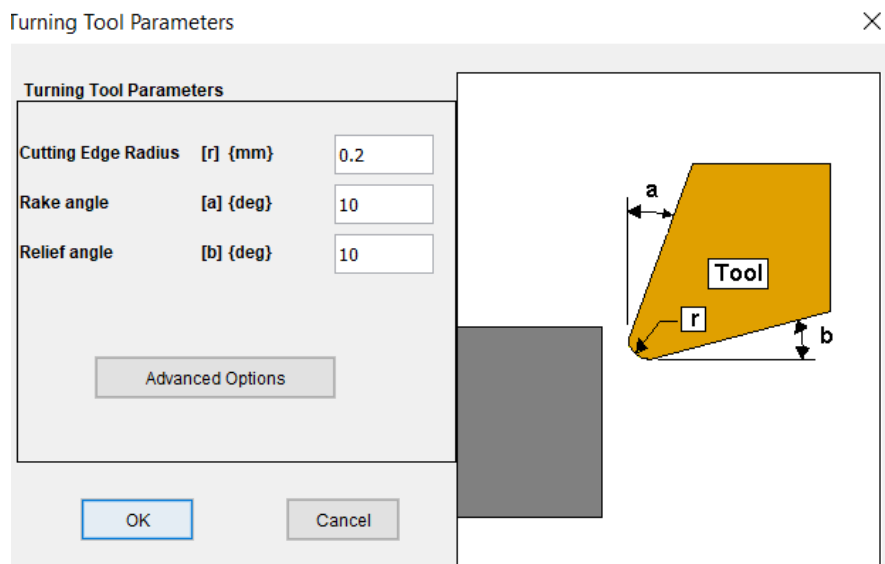 Turning Tool Parameters
Turning Tool Parameters
Cutting Edge Radius [r] {mm} 0.2
Rake angle [a] {deg} 10
Relief angle [b] {deg} 10
Advanced Options
OK Cancel
a
Tool
r
b